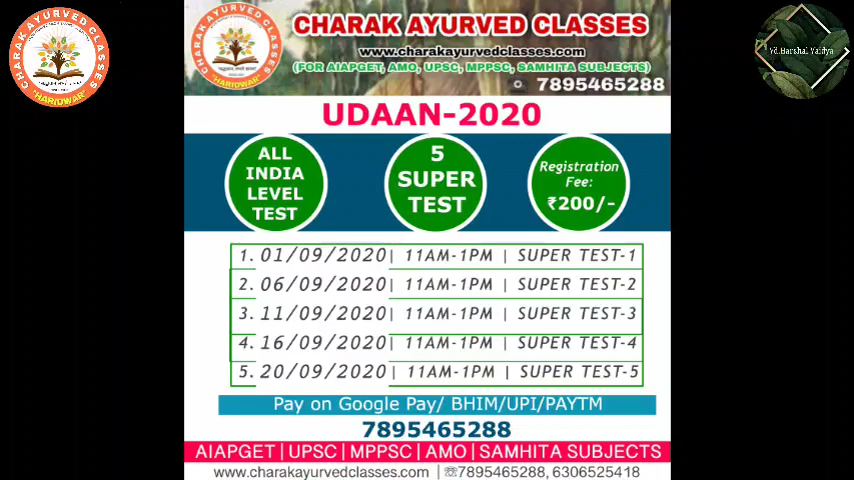 CHARAK AYURVED CLASSES
"HARIDWAR"
CHARAK AYURVED CLASSES
"HARIDWAR"
CHARAK AYURVED CLASSES
www.charakayurvedclasses.com
(FOR AIAPGET, AMO, UPSC, MPPSC, SAMHITA SUBJECTS)
7895465288
Yd.Harshal Vaidya
UDAAN-2020
ALL
INDIA
LEVEL
TEST
5
SUPER
TEST
Registration
Fee:
₹200/-
1. 01/09/2020| 11AM-1PM | SUPER TEST-1
2. 06/09/2020| 11AM-1PM | SUPER TEST-2
3. 11/09/2020| 11AM-1PM | SUPER TEST-3
4. 16/09/2020| 11AM-1PM | SUPER TEST-4
5. 20/09/2020| 11AM-1PM | SUPER TEST-5
Pay on Google Pay/ BHIM/UPI/PAYTM
7895465288
AIAPGET | UPSC | MPPSC | AMO | SAMHITA SUBJECTS
www.charakayurvedclasses.com | ☏7895465288, 6306525418